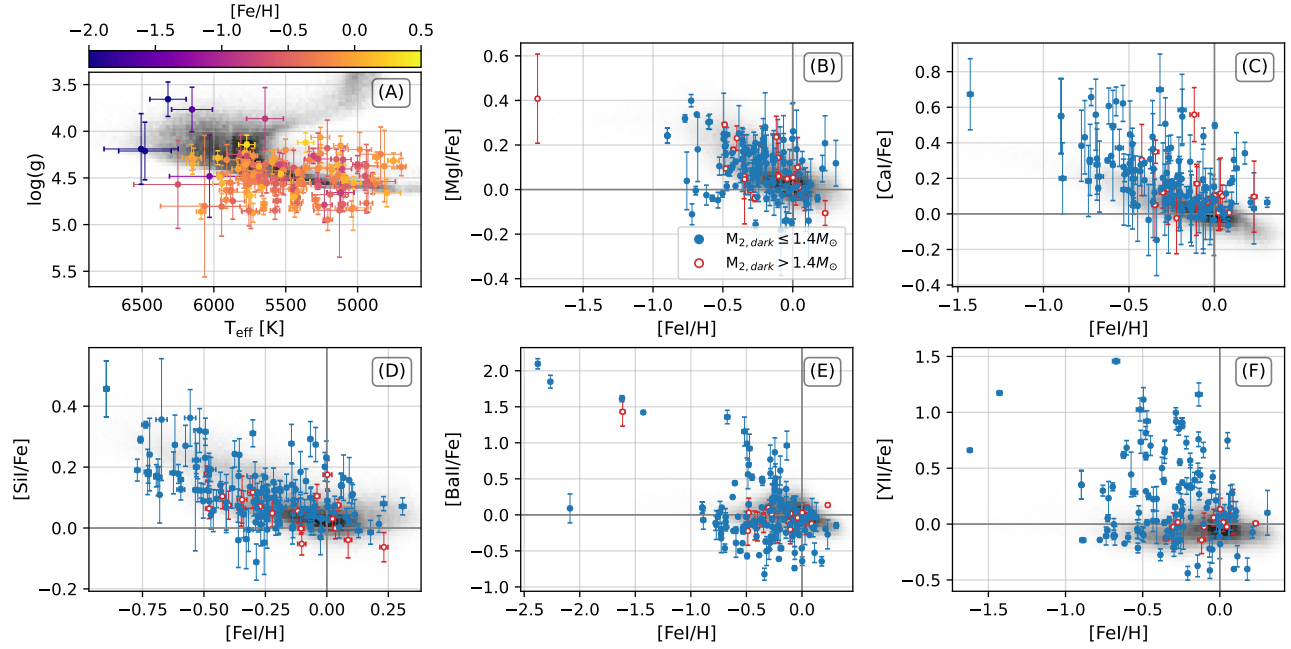 [Fe/H]
−2.0 −1.5 −1.0 −0.5 0.0 0.5
(A)
3.5
4.0
4.5
5.0
5.5
log(g)
6500 6000 5500 5000
T_eff [K]
(B)
0.6
0.4
0.2
0.0
−0.2
−0.4
[MgI/Fe]
M_2,dark ≤ 1.4M⊙
M_2,dark > 1.4M⊙
−1.5 −1.0 −0.5 0.0
[FeI/H]
(C)
0.8
0.6
0.4
0.2
0.0
−0.2
−0.4
[CaI/Fe]
−1.5 −1.0 −0.5 0.0
[FeI/H]
(D)
0.4
0.2
0.0
−0.2
[SiI/Fe]
−0.75 −0.50 −0.25 0.00 0.25
[FeI/H]
(E)
2.0
1.5
1.0
0.5
0.0
−0.5
−1.0
[BaII/Fe]
−2.5 −2.0 −1.5 −1.0 −0.5 0.0
[FeI/H]
(F)
1.5
1.0
0.5
0.0
−0.5
[YII/Fe]
−1.5 −1.0 −0.5 0.0
[FeI/H]